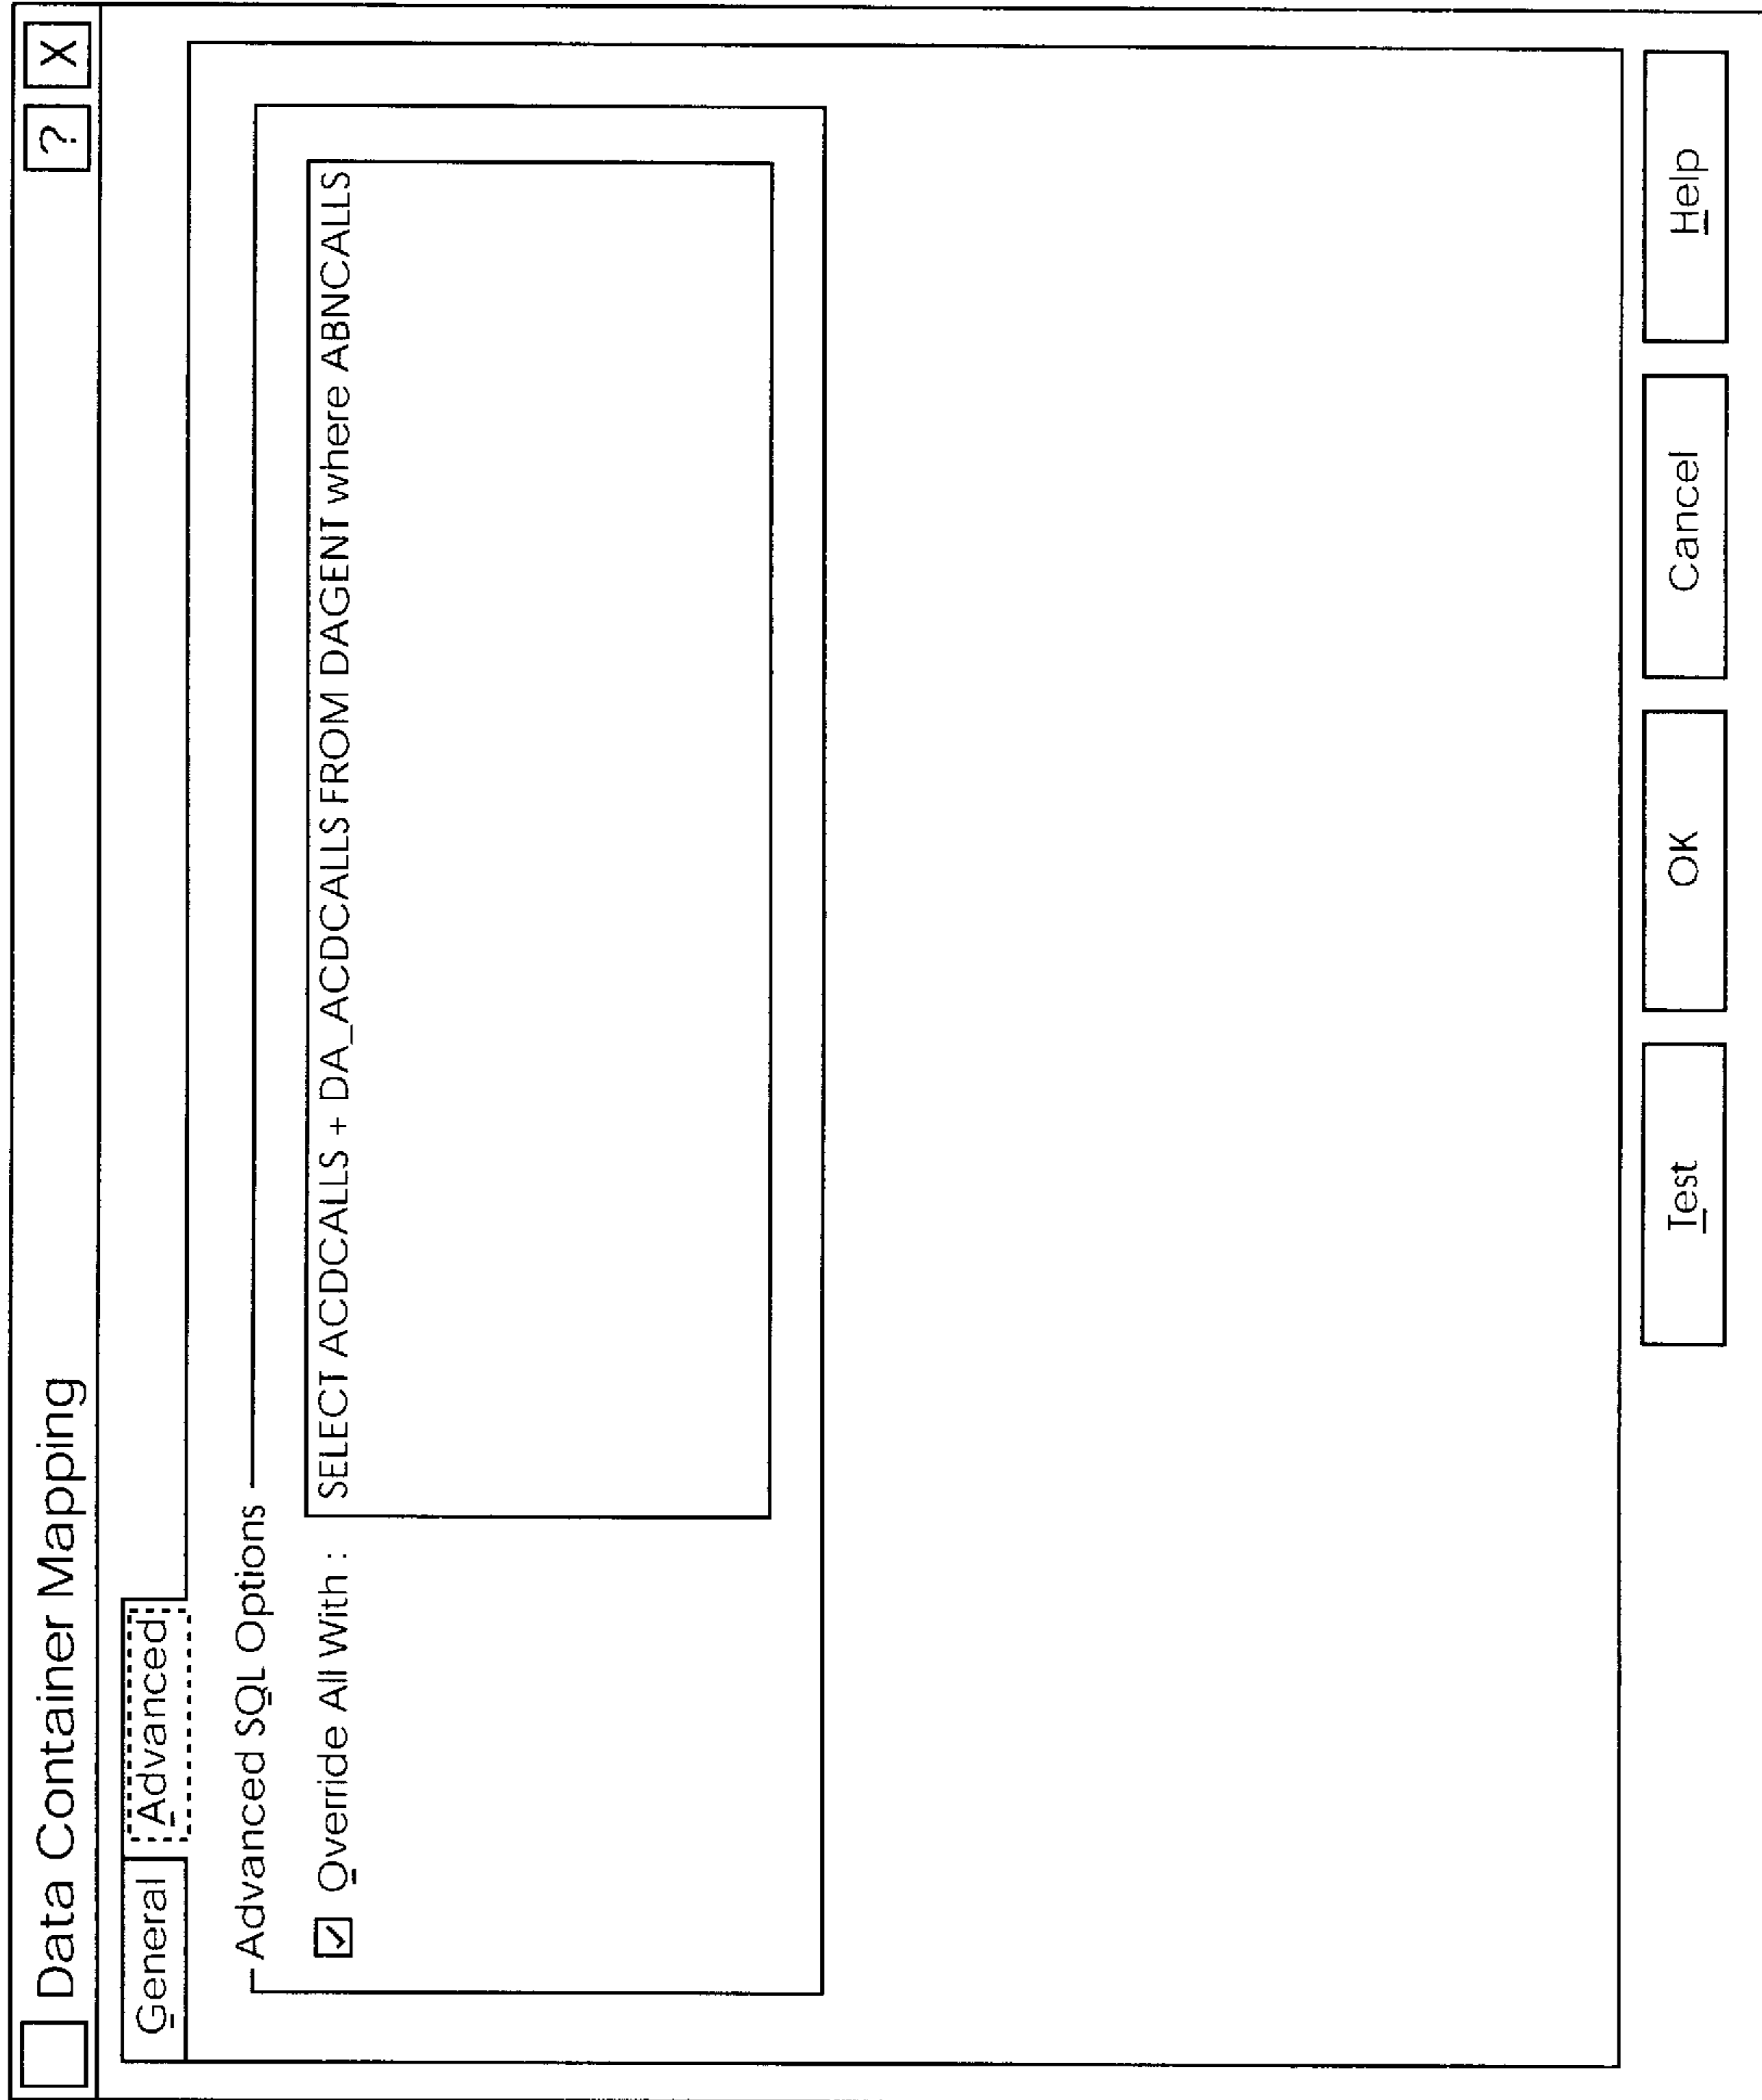 Data Container Mapping ? X
General Advanced
Advanced SQL Options
Override All With :
SELECT ACDCALLS + DA_ACDCALLS FROM DAGENT where ABNCALLS
Test OK Cancel Help